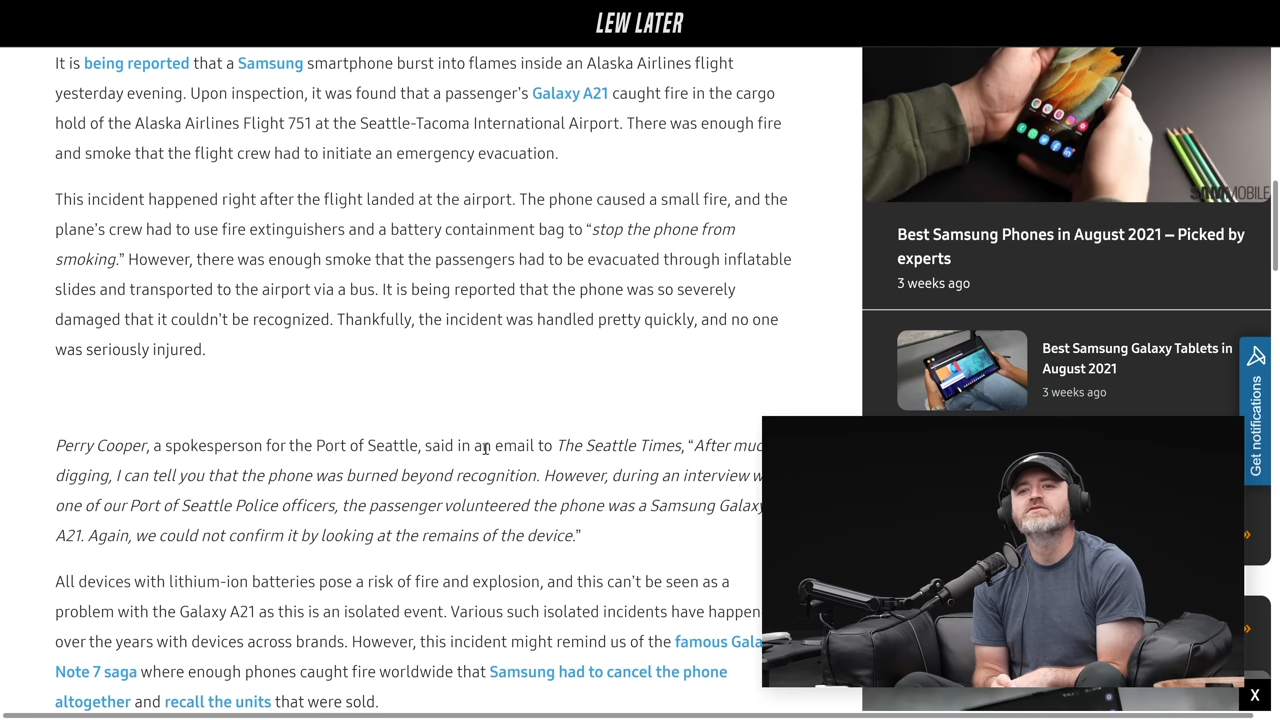 LEW LATER
It is being reported that a Samsung smartphone burst into flames inside an Alaska Airlines flight
yesterday evening. Upon inspection, it was found that a passenger's Galaxy A21 caught fire in the cargo
hold of the Alaska Airlines Flight 751 at the Seattle-Tacoma International Airport. There was enough fire
and smoke that the flight crew had to initiate an emergency evacuation.
This incident happened right after the flight landed at the airport. The phone caused a small fire, and the
plane's crew had to use fire extinguishers and a battery containment bag to “stop the phone from
smoking.” However, there was enough smoke that the passengers had to be evacuated through inflatable
slides and transported to the airport via a bus. It is being reported that the phone was so severely
damaged that it couldn't be recognized. Thankfully, the incident was handled pretty quickly, and no one
was seriously injured.
Perry Cooper, a spokesperson for the Port of Seattle, said in an email to The Seattle Times, “After muc
digging, I can tell you that the phone was burned beyond recognition. However, during an interview w
one of our Port of Seattle Police officers, the passenger volunteered the phone was a Samsung Galaxy
A21. Again, we could not confirm it by looking at the remains of the device.”
All devices with lithium-ion batteries pose a risk of fire and explosion, and this can't be seen as a
problem with the Galaxy A21 as this is an isolated event. Various such isolated incidents have happen
over the years with devices across brands. However, this incident might remind us of the famous Gala
Note 7 saga where enough phones caught fire worldwide that Samsung had to cancel the phone
altogether and recall the units that were sold.
SAMMOBILE
Best Samsung Phones in August 2021 – Picked by
experts
3 weeks ago
Best Samsung Galaxy Tablets in
August 2021
3 weeks ago
Get notifications
»
»
X